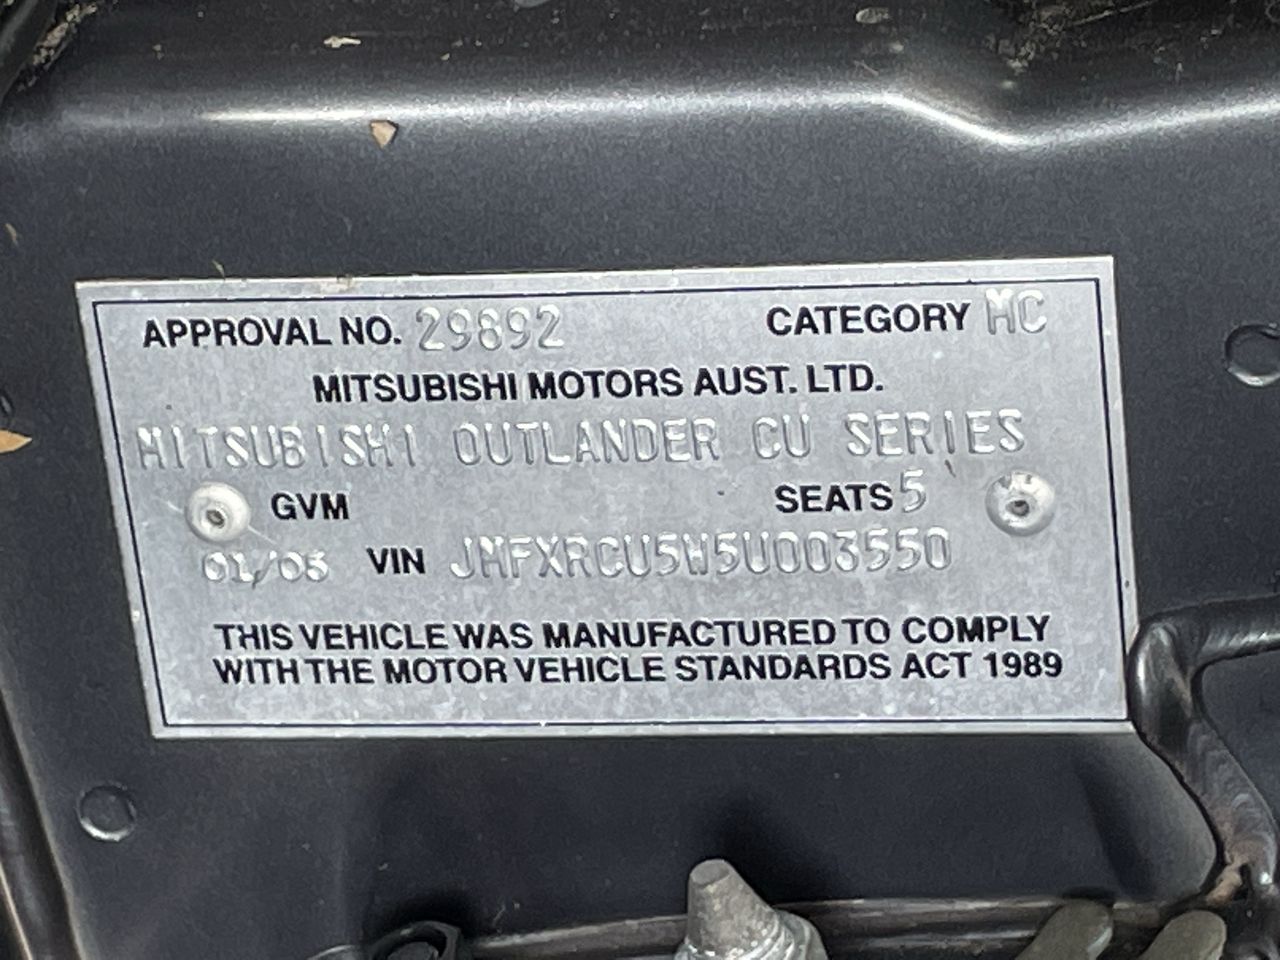 APPROVAL NO. 29892 CATEGORY MC
MITSUBISHI MOTORS AUST. LTD.
MITSUBISHI OUTLANDER CU SERIES
GVM SEATS 5
01/05 VIN JMFXRCU5W5U003550
THIS VEHICLE WAS MANUFACTURED TO COMPLY
WITH THE MOTOR VEHICLE STANDARDS ACT 1989